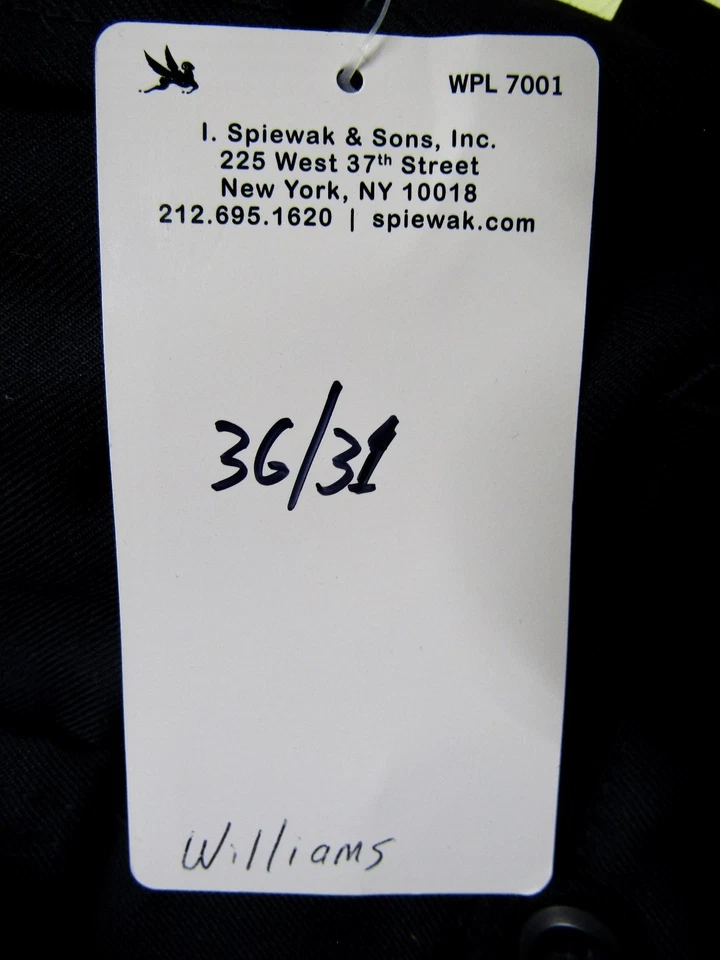 WPL 7001
I. Spiewak & Sons, Inc.
225 West 37th Street
New York, NY 10018
212.695.1620 | spiewak.com
36/31
Williams